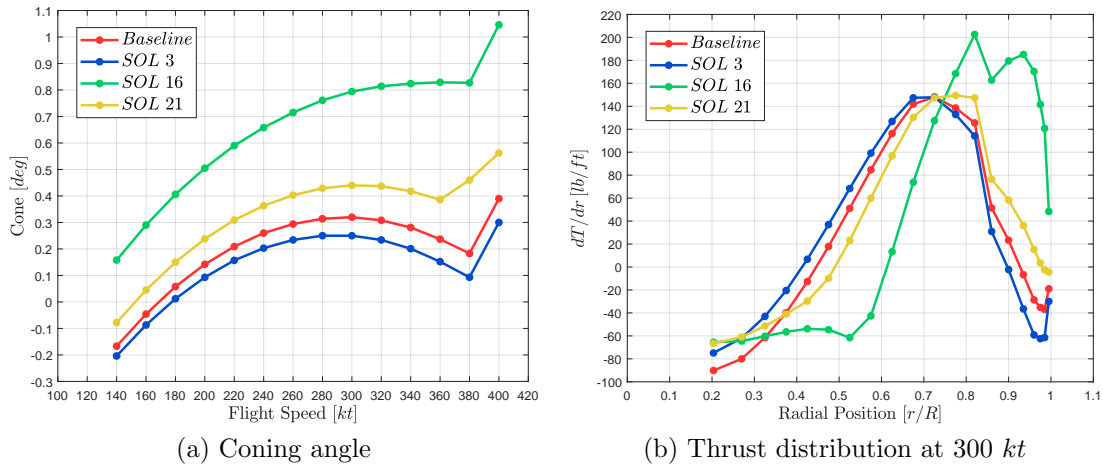 1.1
1
0.9
0.8
0.7
0.6
0.5
0.4
0.3
0.2
0.1
0
-0.1
-0.2
-0.3
Cone [deg]
Baseline
SOL 3
SOL 16
SOL 21
100 120 140 160 180 200 220 240 260 280 300 320 340 360 380 400 420
Flight Speed [kt]
(a) Coning angle
220
200
180
160
140
120
100
80
60
40
20
0
-20
-40
-60
-80
-100
dT/dr [lb/ft]
Baseline
SOL 3
SOL 16
SOL 21
0 0.1 0.2 0.3 0.4 0.5 0.6 0.7 0.8 0.9 1 1.1
Radial Position [r/R]
(b) Thrust distribution at 300 kt